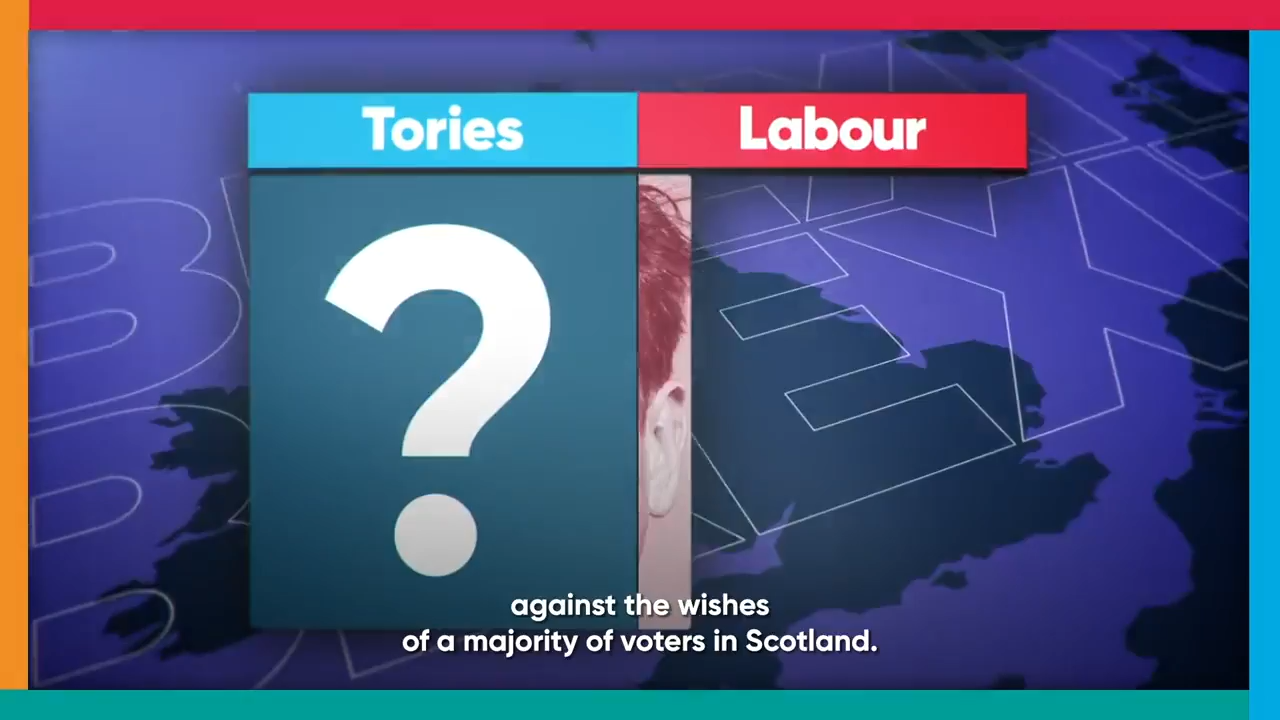 Tories
Labour
?
against the wishes
of a majority of voters in Scotland.